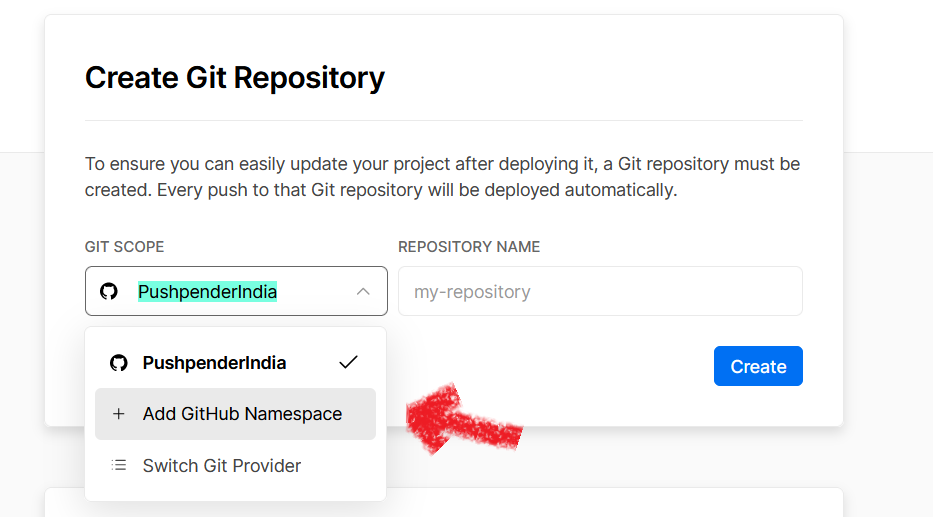 Create Git Repository
To ensure you can easily update your project after deploying it, a Git repository must be
created. Every push to that Git repository will be deployed automatically.
GIT SCOPE
REPOSITORY NAME
PushpenderIndia
my-repository
PushpenderIndia
Create
Add GitHub Namespace
Switch Git Provider